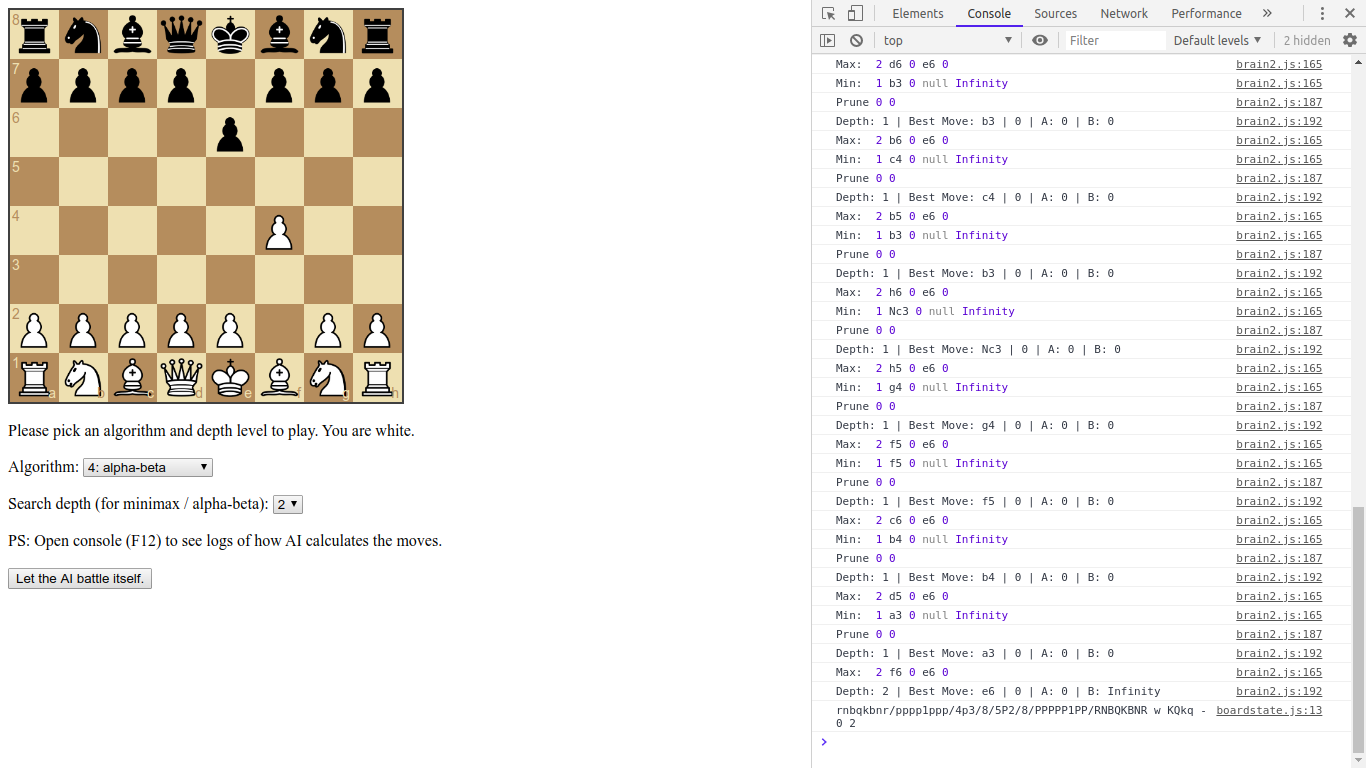 8
7
6
5
4
3
2
1
a b c d e f g h
Please pick an algorithm and depth level to play. You are white.
Algorithm: 4: alpha-beta
Search depth (for minimax / alpha-beta): 2
PS: Open console (F12) to see logs of how AI calculates the moves.
Let the AI battle itself.
Elements Console Sources Network Performance »
top Filter Default levels 2 hidden
Max: 2 d6 0 e6 0 brain2.js:165
Min: 1 b3 0 null Infinity brain2.js:165
Prune 0 0 brain2.js:187
Depth: 1 | Best Move: b3 | 0 | A: 0 | B: 0 brain2.js:192
Max: 2 b6 0 e6 0 brain2.js:165
Min: 1 c4 0 null Infinity brain2.js:165
Prune 0 0 brain2.js:187
Depth: 1 | Best Move: c4 | 0 | A: 0 | B: 0 brain2.js:192
Max: 2 b5 0 e6 0 brain2.js:165
Min: 1 b3 0 null Infinity brain2.js:165
Prune 0 0 brain2.js:187
Depth: 1 | Best Move: b3 | 0 | A: 0 | B: 0 brain2.js:192
Max: 2 h6 0 e6 0 brain2.js:165
Min: 1 Nc3 0 null Infinity brain2.js:165
Prune 0 0 brain2.js:187
Depth: 1 | Best Move: Nc3 | 0 | A: 0 | B: 0 brain2.js:192
Max: 2 h5 0 e6 0 brain2.js:165
Min: 1 g4 0 null Infinity brain2.js:165
Prune 0 0 brain2.js:187
Depth: 1 | Best Move: g4 | 0 | A: 0 | B: 0 brain2.js:192
Max: 2 f5 0 e6 0 brain2.js:165
Min: 1 f5 0 null Infinity brain2.js:165
Prune 0 0 brain2.js:187
Depth: 1 | Best Move: f5 | 0 | A: 0 | B: 0 brain2.js:192
Max: 2 c6 0 e6 0 brain2.js:165
Min: 1 b4 0 null Infinity brain2.js:165
Prune 0 0 brain2.js:187
Depth: 1 | Best Move: b4 | 0 | A: 0 | B: 0 brain2.js:192
Max: 2 d5 0 e6 0 brain2.js:165
Min: 1 a3 0 null Infinity brain2.js:165
Prune 0 0 brain2.js:187
Depth: 1 | Best Move: a3 | 0 | A: 0 | B: 0 brain2.js:192
Max: 2 f6 0 e6 0 brain2.js:165
Depth: 2 | Best Move: e6 | 0 | A: 0 | B: Infinity brain2.js:192
rnbqkbnr/pppp1ppp/4p3/8/5P2/8/PPPPP1PP/RNBQKBNR w KQkq - boardstate.js:13
0 2